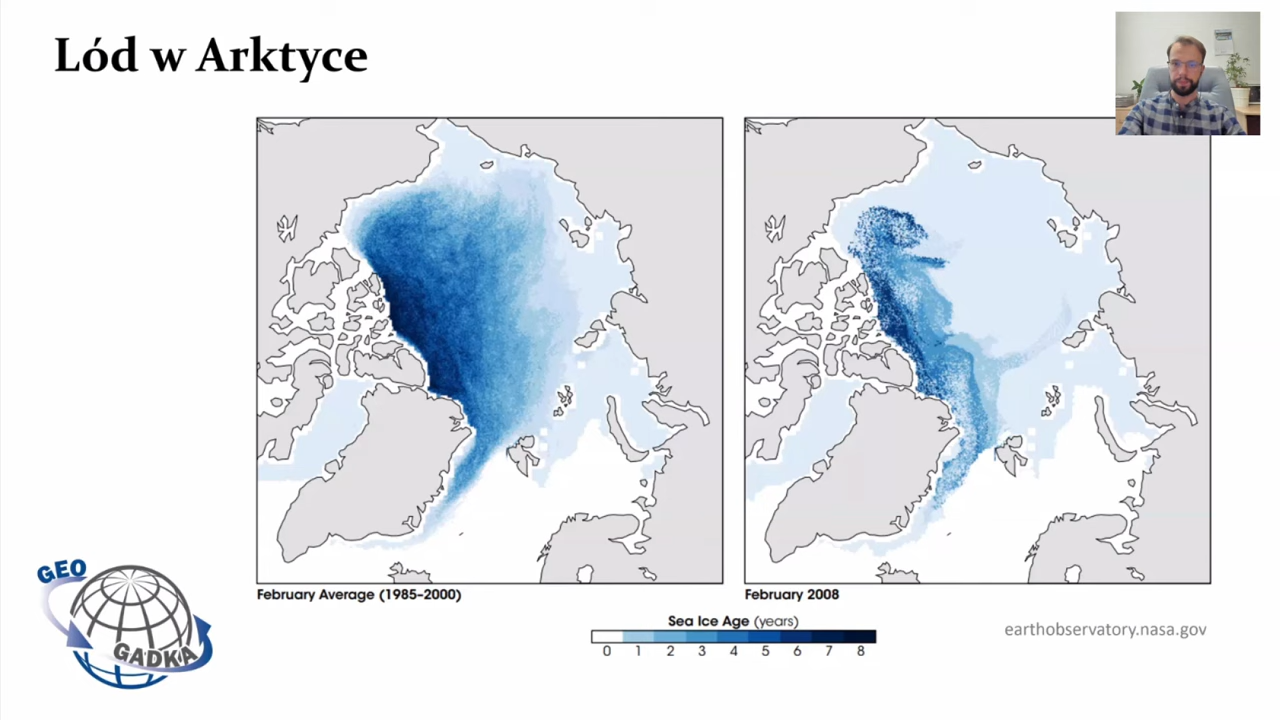 Lód w Arktyce
February Average (1985–2000)
February 2008
Sea Ice Age (years)
0 1 2 3 4 5 6 7 8
earthobservatory.nasa.gov
GEO
GADKA